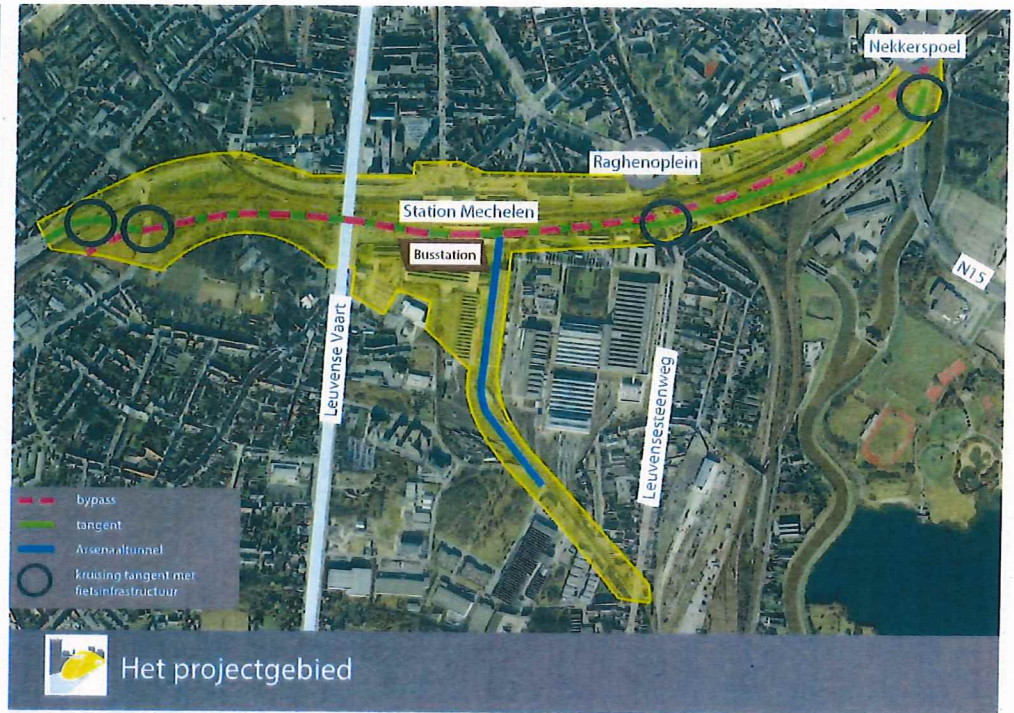 Nekkerspoel
Raghenoplein
Station Mechelen
Busstation
N15
Leuvense Vaart
Leuvensesteenweg
bypass
tangent
Arsenaaltunnel
kruising tangent met
fietsinfrastructuur
Het projectgebied